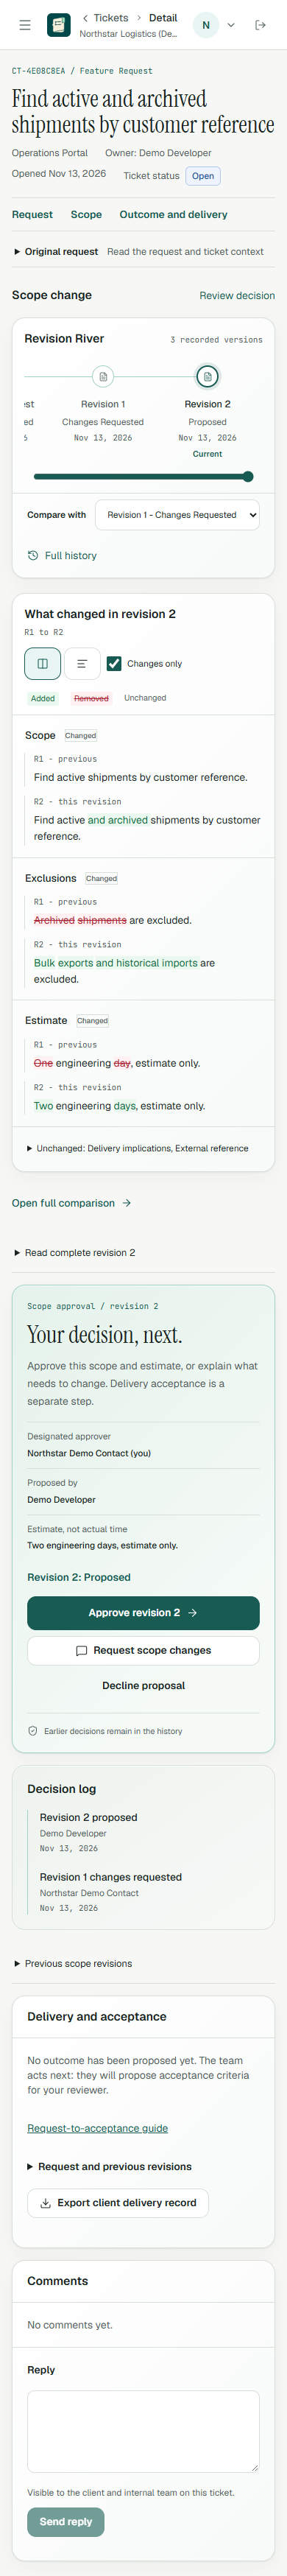 Tickets > Detail
Northstar Logistics (De...
N
CT-4E08C8EA / Feature Request
Find active and archived
shipments by customer reference
Operations Portal Owner: Demo Developer
Opened Nov 13, 2026 Ticket status Open
Request Scope Outcome and delivery
Original request Read the request and ticket context
Scope change Review decision
Revision River 3 recorded versions
est Revision 1 Revision 2
ed Changes Requested Proposed
6 Nov 13, 2026 Nov 13, 2026
Current
Compare with Revision 1 - Changes Requested
Full history
What changed in revision 2
R1 to R2
Changes only
Added Removed Unchanged
Scope Changed
R1 - previous
Find active shipments by customer reference.
R2 - this revision
Find active and archived shipments by customer
reference.
Exclusions Changed
R1 - previous
Archived shipments are excluded.
R2 - this revision
Bulk exports and historical imports are
excluded.
Estimate Changed
R1 - previous
One engineering day, estimate only.
R2 - this revision
Two engineering days, estimate only.
Unchanged: Delivery implications, External reference
Open full comparison
Read complete revision 2
Scope approval / revision 2
Your decision, next.
Approve this scope and estimate, or explain what
needs to change. Delivery acceptance is a
separate step.
Designated approver
Northstar Demo Contact (you)
Proposed by
Demo Developer
Estimate, not actual time
Two engineering days, estimate only.
Revision 2: Proposed
Approve revision 2
Request scope changes
Decline proposal
Earlier decisions remain in the history
Decision log
Revision 2 proposed
Demo Developer
Nov 13, 2026
Revision 1 changes requested
Northstar Demo Contact
Nov 13, 2026
Previous scope revisions
Delivery and acceptance
No outcome has been proposed yet. The team
acts next: they will propose acceptance criteria
for your reviewer.
Request-to-acceptance guide
Request and previous revisions
Export client delivery record
Comments
No comments yet.
Reply
Visible to the client and internal team on this ticket.
Send reply